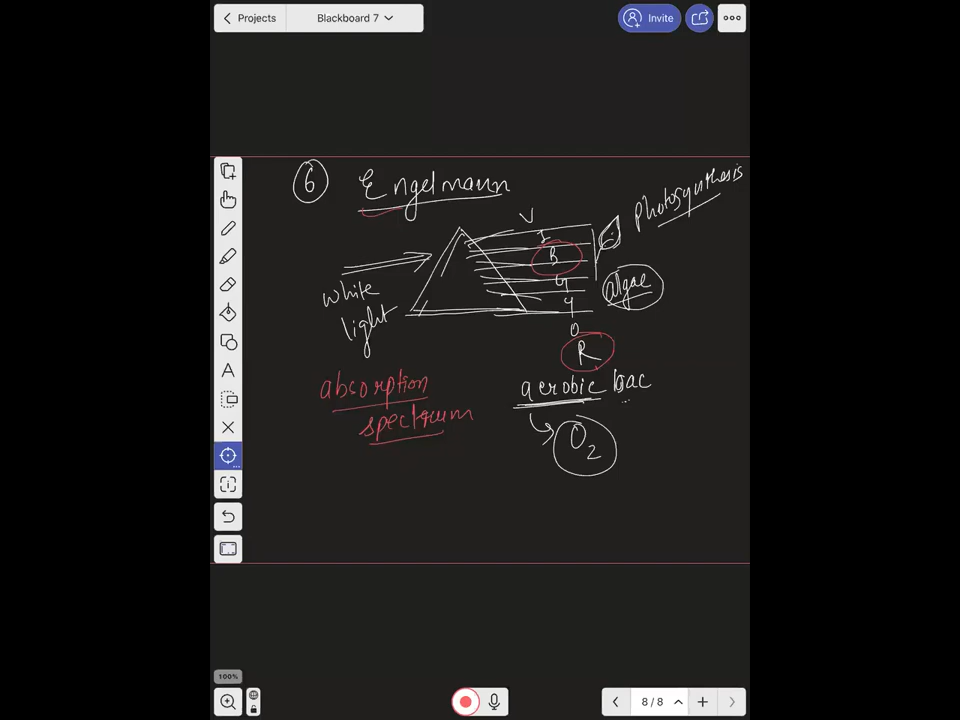 Projects
Blackboard 7
Invite
6 Engelmann
Photosynthesis
V
I
B
G
Y
O
R
white
light
algae
absorption
spectrum
aerobic bac
O2
A
100%
8/8